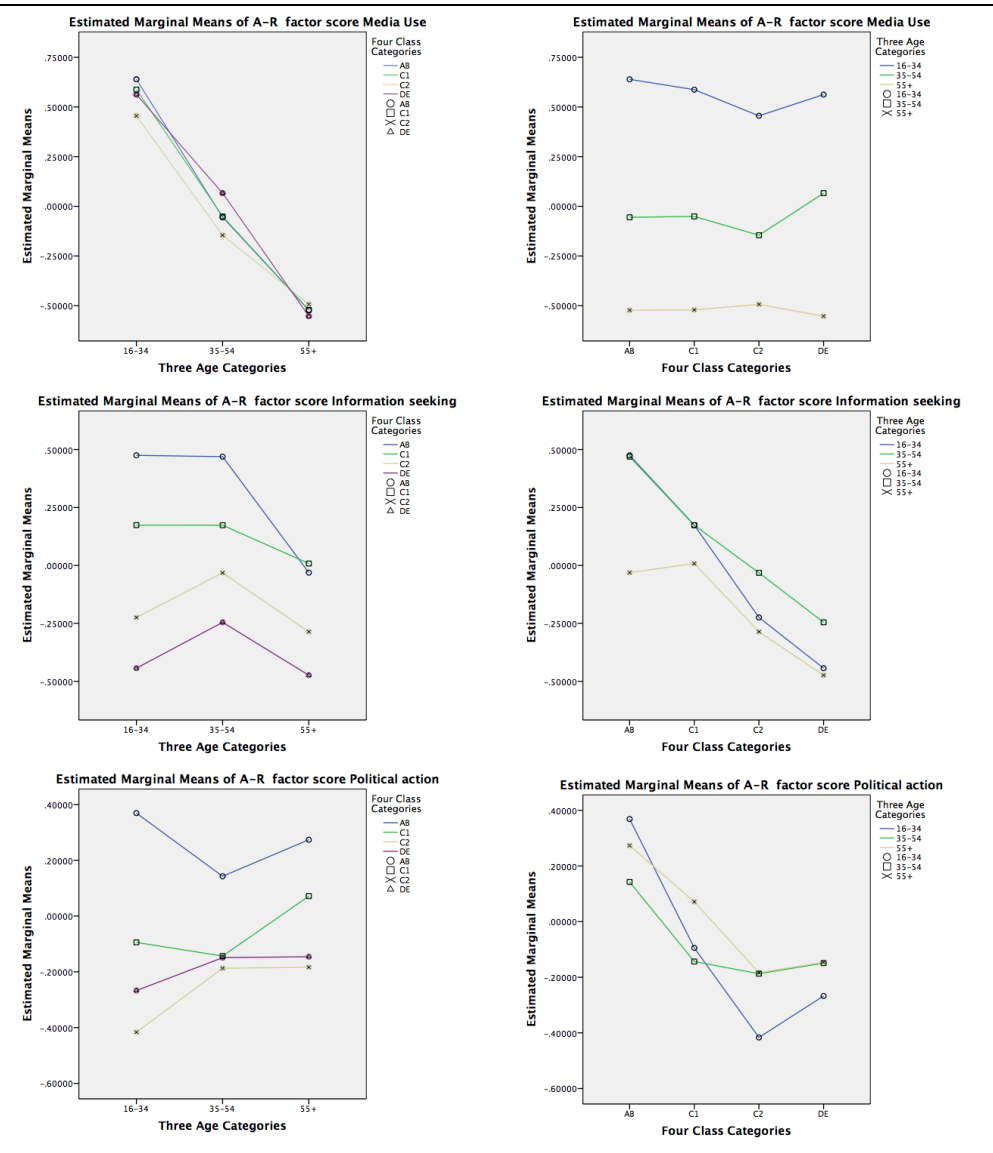 Estimated Marginal Means of A-R factor score Media Use
Estimated Marginal Means
.75000
.50000
.25000
.00000
-.25000
-.50000
16-34
35-54
55+
Three Age Categories
Four Class
Categories
AB
C1
C2
DE
AB
C1
C2
DE
Estimated Marginal Means of A-R factor score Media Use
Estimated Marginal Means
.75000
.50000
.25000
.00000
-.25000
-.50000
AB
C1
C2
DE
Four Class Categories
Three Age
Categories
16-34
35-54
55+
16-34
35-54
55+
Estimated Marginal Means of A-R factor score Information seeking
Estimated Marginal Means
.50000
.25000
.00000
-.25000
-.50000
16-34
35-54
55+
Three Age Categories
Four Class
Categories
AB
C1
C2
DE
AB
C1
C2
DE
Estimated Marginal Means of A-R factor score Information seeking
Estimated Marginal Means
.50000
.25000
.00000
-.25000
-.50000
AB
C1
C2
DE
Four Class Categories
Three Age
Categories
16-34
35-54
55+
16-34
35-54
55+
Estimated Marginal Means of A-R factor score Political action
Estimated Marginal Means
.40000
.20000
.00000
-.20000
-.40000
-.60000
16-34
35-54
55+
Three Age Categories
Four Class
Categories
AB
C1
C2
DE
AB
C1
C2
DE
Estimated Marginal Means of A-R factor score Political action
Estimated Marginal Means
.40000
.20000
.00000
-.20000
-.40000
-.60000
AB
C1
C2
DE
Four Class Categories
Three Age
Categories
16-34
35-54
55+
16-34
35-54
55+